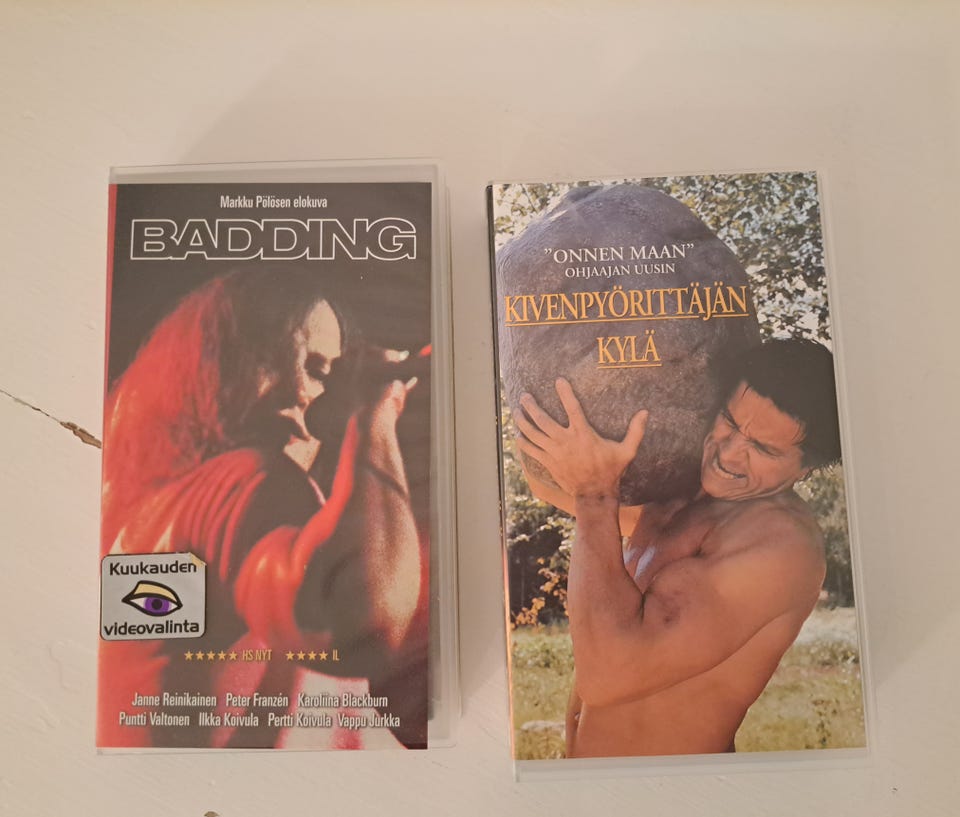 Markku Pölösen elokuva
BADDING
Kuukauden
videovalinta
★★★★★ HS NYT ★★★★ IL
Janne Reinikainen Peter Franzén Karoliina Blackburn
Puntti Valtonen Ilkka Koivula Pertti Koivula Vappu Jurkka
"ONNEN MAAN"
OHJAAJAN UUSIN
KIVENPYÖRITTÄJÄN
KYLÄ